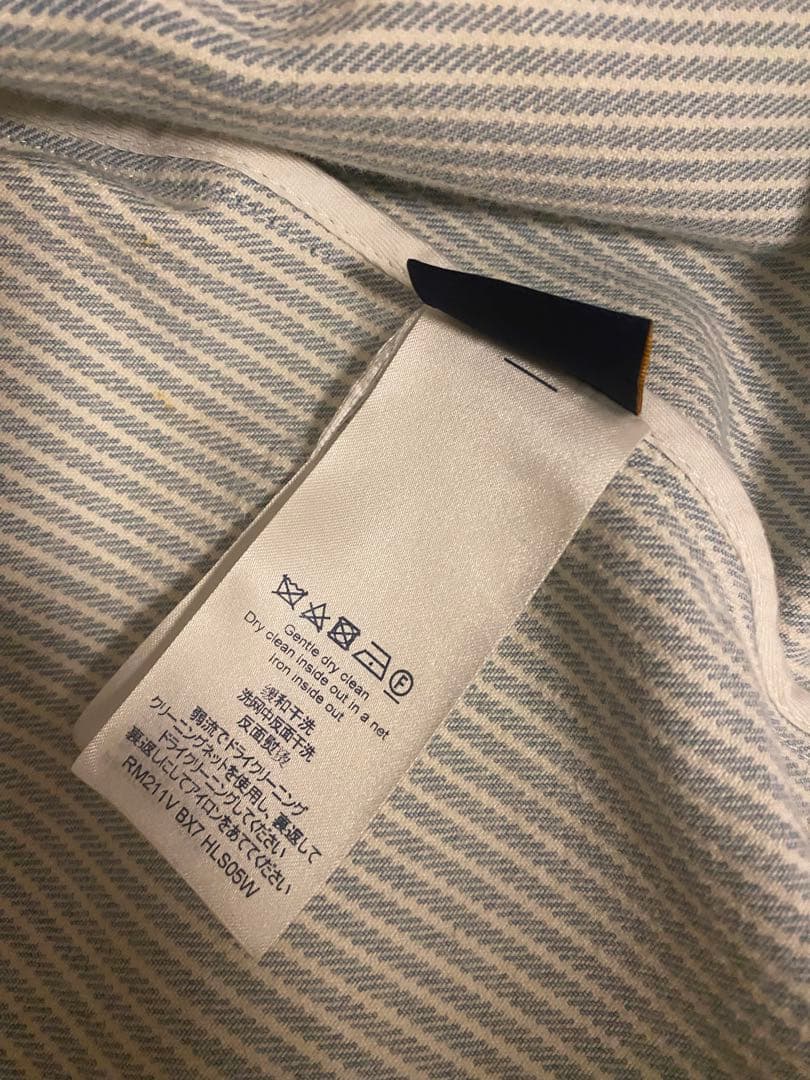 F
Gentle dry clean
Dry clean inside out in a net
Iron inside out
缓和干洗
洗网中反面干洗
反面熨烫
弱流でドライクリーニング
クリーニングネットを使用し、裏返して
ドライクリーニングしてください
裏返しにしてアイロンをあててください
RM211V BX7 HLS05W